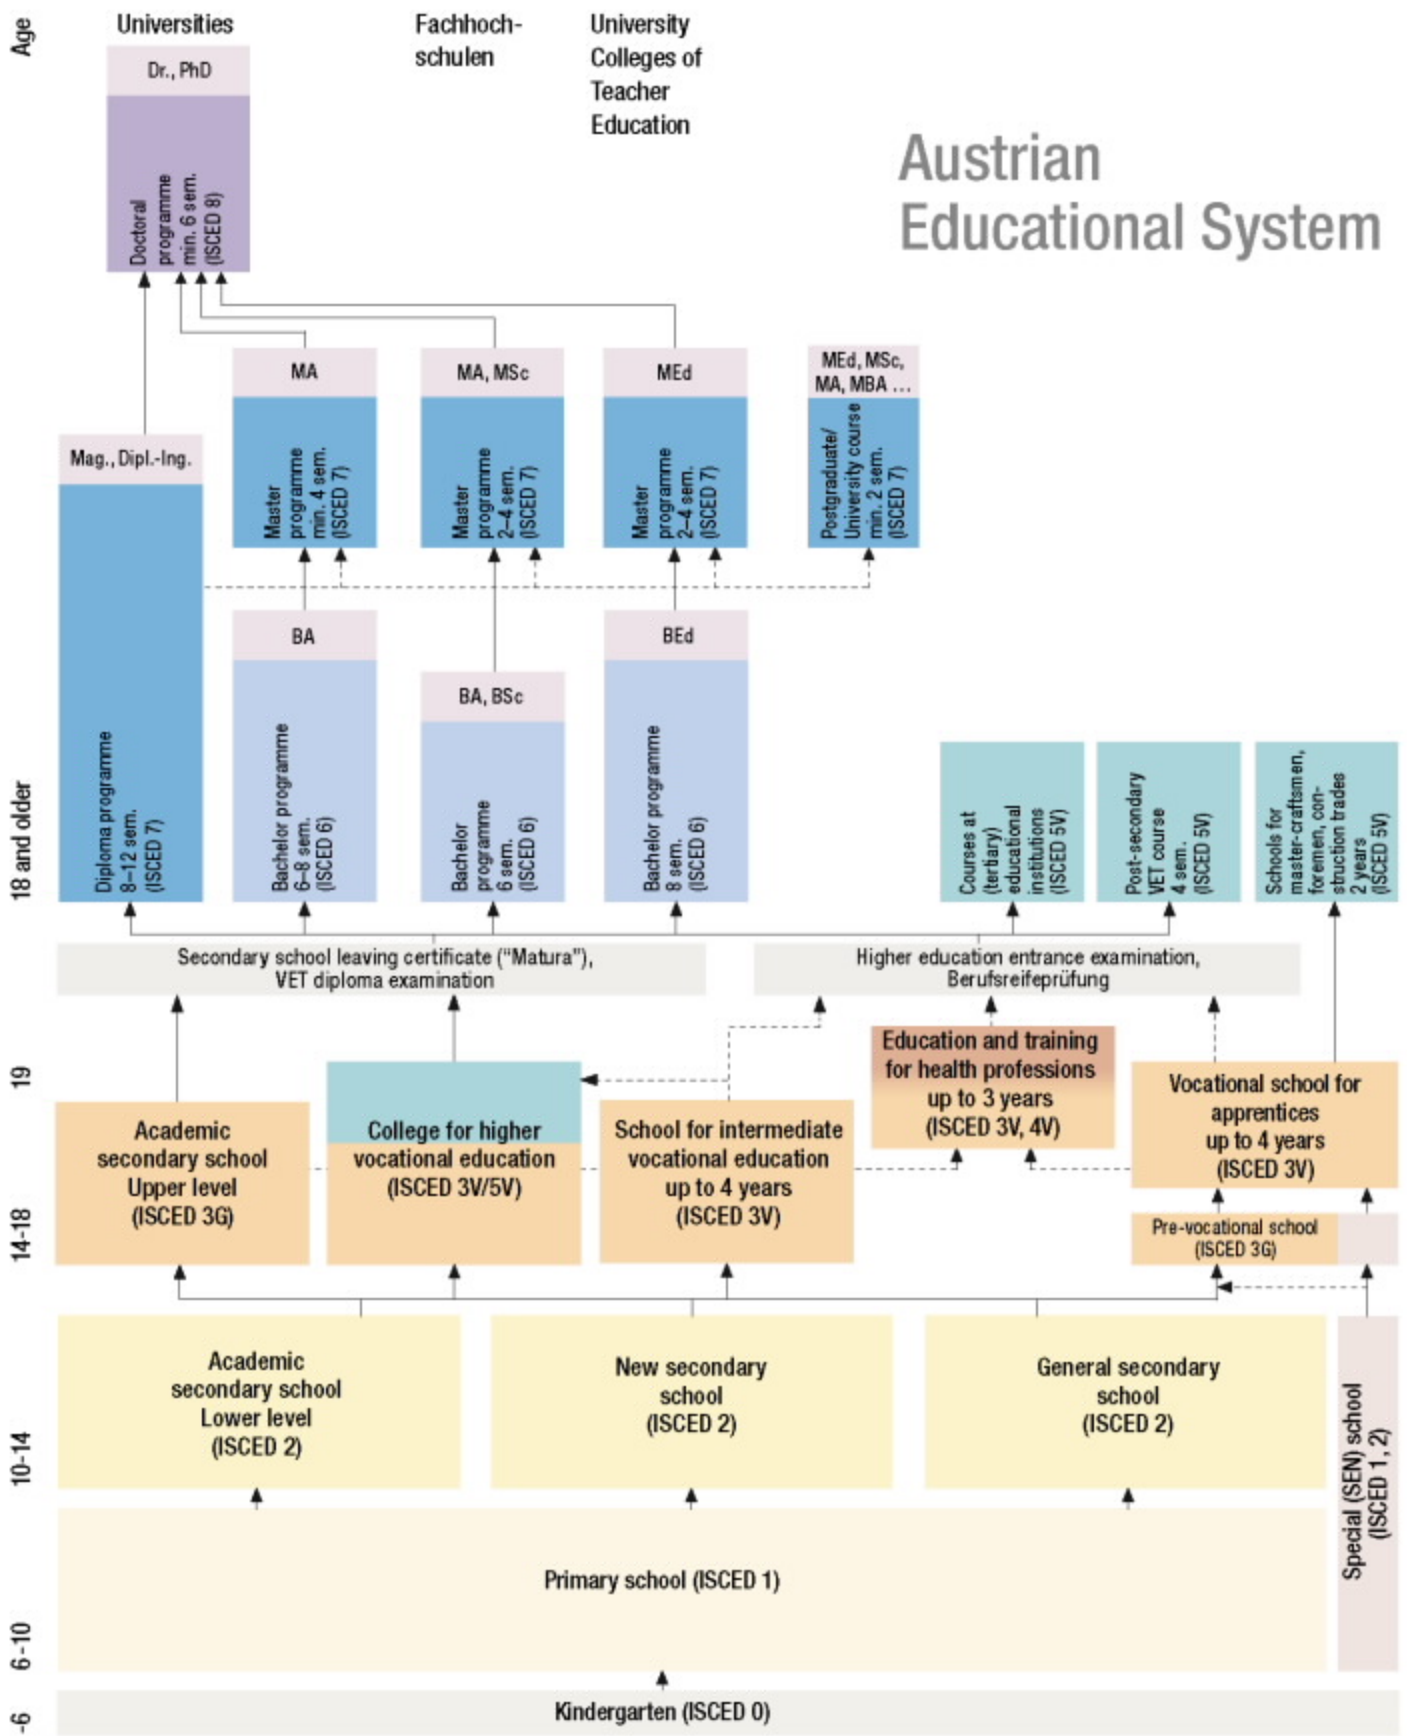 Age
Universities
Fachhoch-
schulen
University
Colleges of
Teacher
Education
Austrian
Educational System
Dr., PhD
Doctoral
programme
min. 6 sem.
(ISCED 8)
Mag., Dipl.-Ing.
MA
MA, MSc
MEd
MEd, MSc,
MA, MBA …
Master
programme
min. 4 sem.
(ISCED 7)
Master
programme
2–4 sem.
(ISCED 7)
Master
programme
2–4 sem.
(ISCED 7)
Postgraduate/
University course
min. 2 sem.
(ISCED 7)
BA
BA, BSc
BEd
18 and older
Diploma programme
8–12 sem.
(ISCED 7)
Bachelor programme
6–8 sem.
(ISCED 6)
Bachelor
programme
6 sem.
(ISCED 6)
Bachelor programme
8 sem.
(ISCED 6)
Courses at
(tertiary)
educational
institutions
(ISCED 5V)
Post-secondary
VET course
4 sem.
(ISCED 5V)
Schools for
master-craftsmen,
foremen, con-
struction trades
2 years
(ISCED 5V)
Secondary school leaving certificate (“Matura”),
VET diploma examination
Higher education entrance examination,
Berufsreifeprüfung
19
Academic
secondary school
Upper level
(ISCED 3G)
College for higher
vocational education
(ISCED 3V/5V)
School for intermediate
vocational education
up to 4 years
(ISCED 3V)
Education and training
for health professions
up to 3 years
(ISCED 3V, 4V)
Vocational school for
apprentices
up to 4 years
(ISCED 3V)
14-18
Pre-vocational school
(ISCED 3G)
10-14
Academic
secondary school
Lower level
(ISCED 2)
New secondary
school
(ISCED 2)
General secondary
school
(ISCED 2)
Special (SEN) school
(ISCED 1, 2)
6-10
Primary school (ISCED 1)
-6
Kindergarten (ISCED 0)